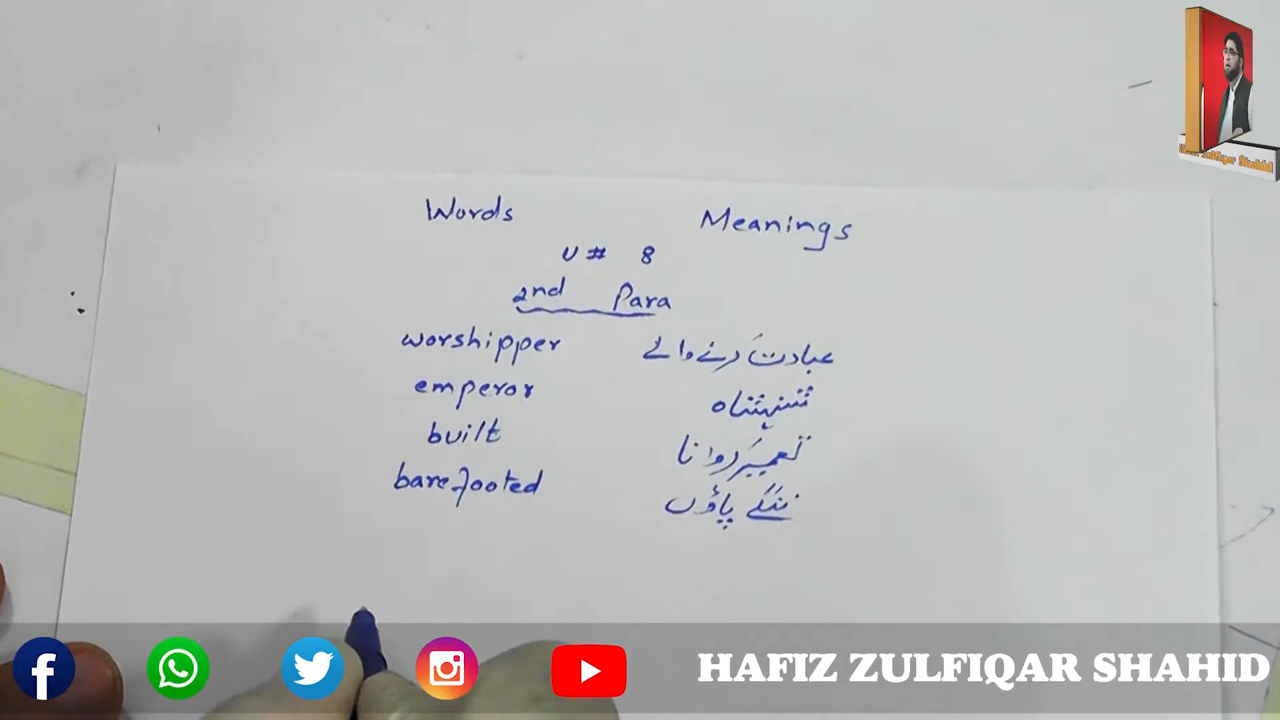 Words Meanings
U # 8
2nd Para
worshipper عبادت کرنے والے
emperor شہنشاہ
built تعمیر کروانا
barefooted ننگے پاؤں
HAFIZ ZULFIQAR SHAHID